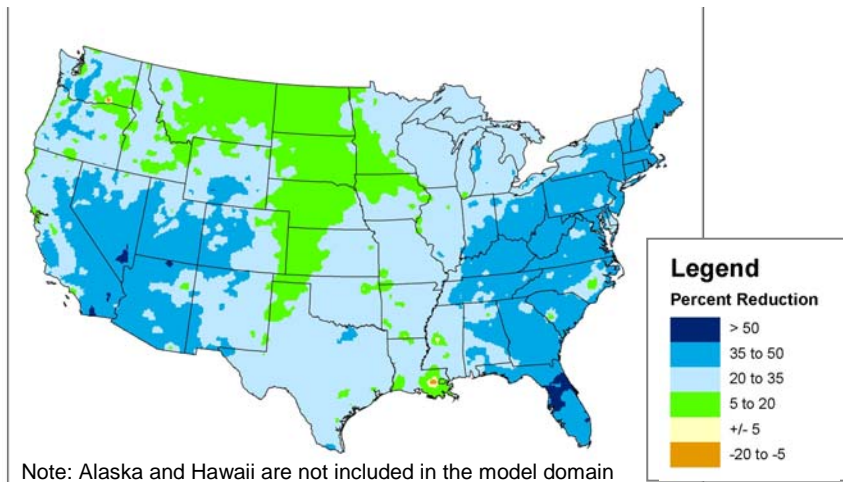 Legend
Percent Reduction
> 50
35 to 50
20 to 35
5 to 20
+/- 5
-20 to -5
Note: Alaska and Hawaii are not included in the model domain